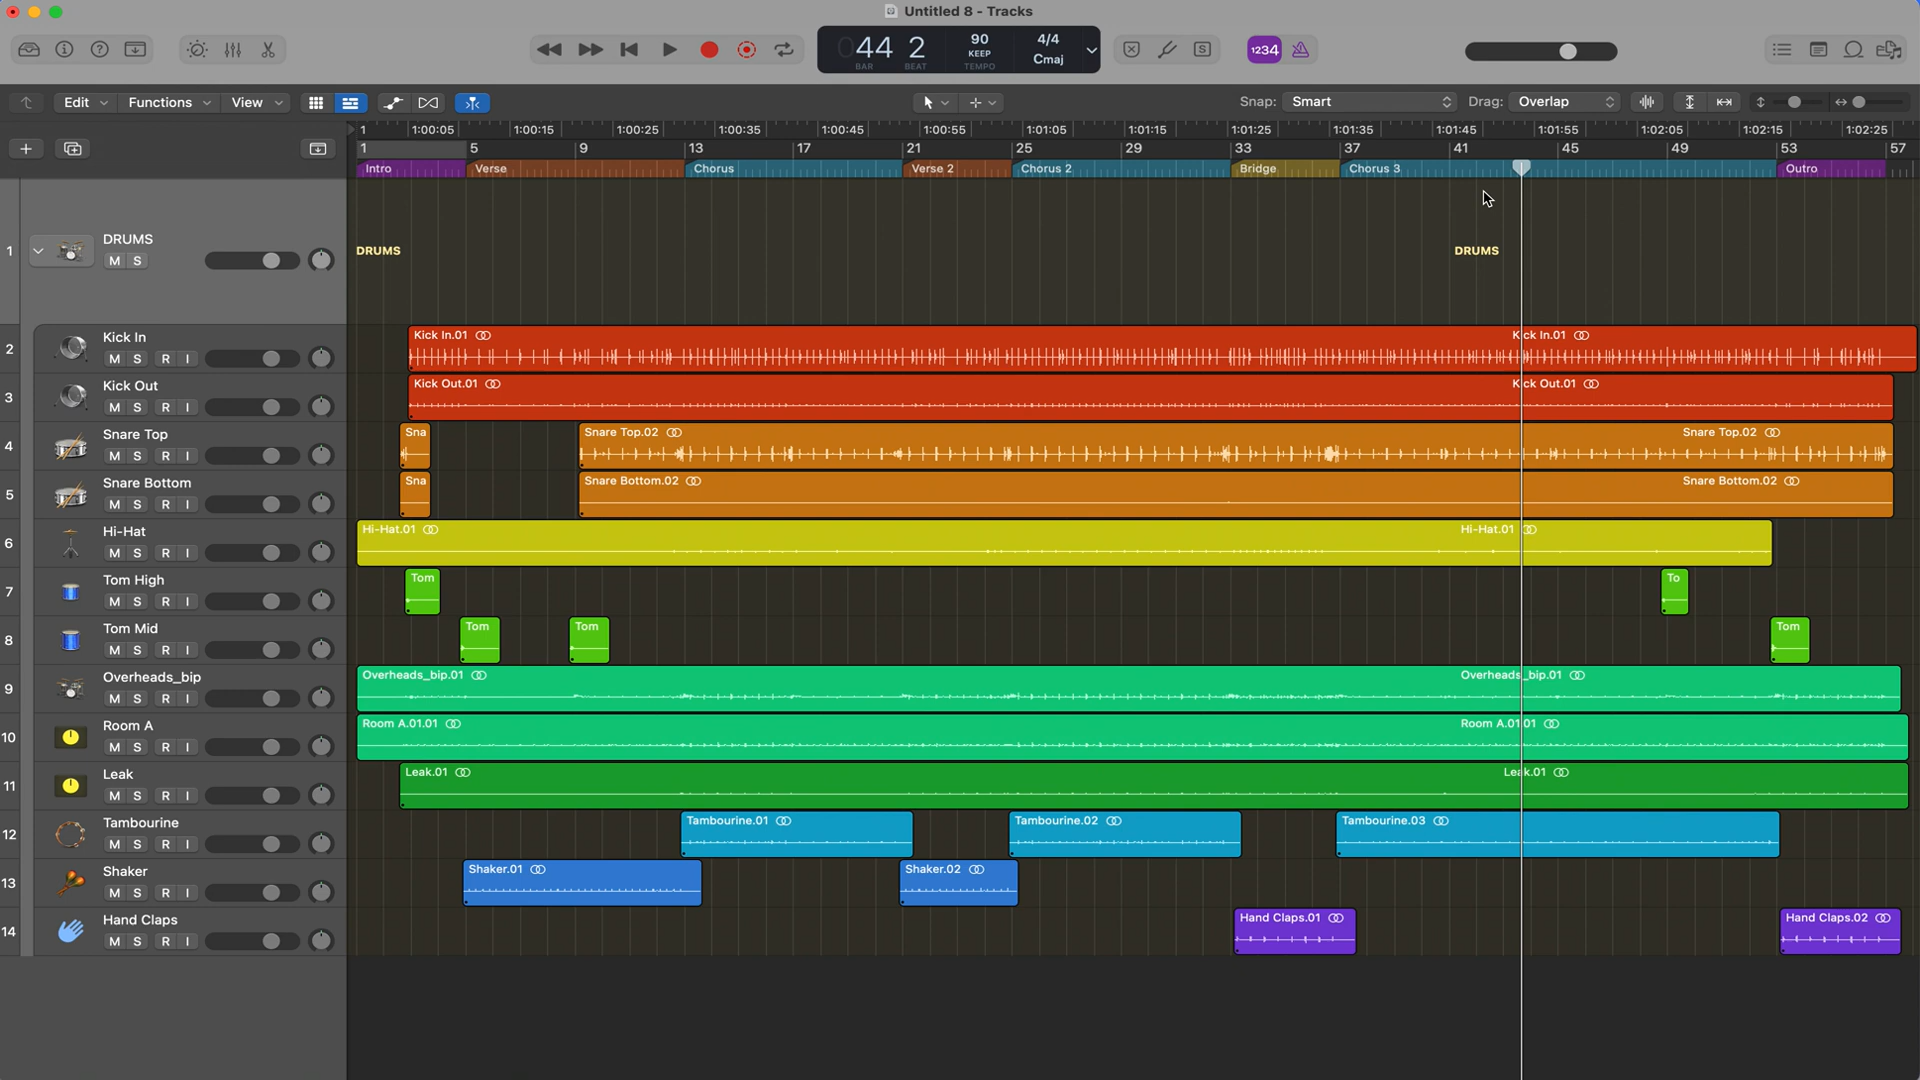 Untitled 8 - Tracks
044 2
BAR BEAT
90
KEEP
TEMPO
4/4
Cmaj
S
1234
Edit
Functions
View
Snap: Smart
Drag: Overlap
1 1:00:05 1:00:15 1:00:25 1:00:35 1:00:45 1:00:55 1:01:05 1:01:15 1:01:25 1:01:35 1:01:45 1:01:55 1:02:05 1:02:15 1:02:25
1 5 9 13 17 21 25 29 33 37 41 45 49 53 57
Intro Verse Chorus Verse 2 Chorus 2 Bridge Chorus 3 Outro
1 DRUMS
M S
DRUMS DRUMS
2 Kick In
M S R I
Kick In.01 Kick In.01
3 Kick Out
M S R I
Kick Out.01 Kick Out.01
4 Snare Top
M S R I
Sna Snare Top.02 Snare Top.02
5 Snare Bottom
M S R I
Sna Snare Bottom.02 Snare Bottom.02
6 Hi-Hat
M S R I
Hi-Hat.01 Hi-Hat.01
7 Tom High
M S R I
Tom To
8 Tom Mid
M S R I
Tom Tom Tom
9 Overheads_bip
M S R I
Overheads_bip.01 Overheads_bip.01
10 Room A
M S R I
Room A.01.01 Room A.01.01
11 Leak
M S R I
Leak.01 Leak.01
12 Tambourine
M S R I
Tambourine.01 Tambourine.02 Tambourine.03
13 Shaker
M S R I
Shaker.01 Shaker.02
14 Hand Claps
M S R I
Hand Claps.01 Hand Claps.02